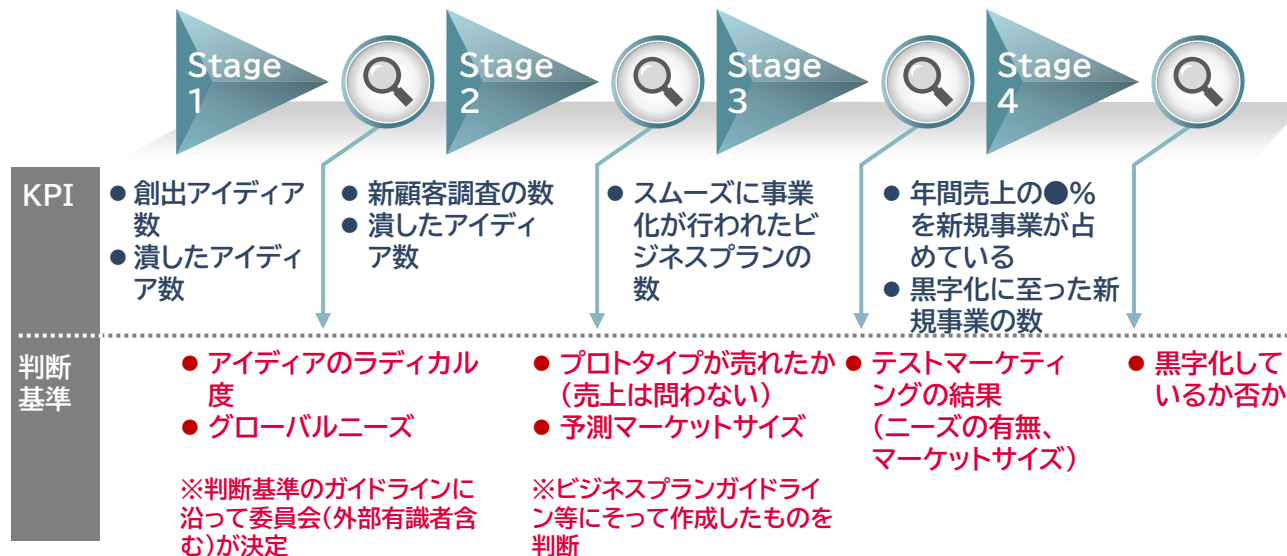 Stage
1
Stage
2
Stage
3
Stage
4
KPI
● 創出アイディア
数
● 潰したアイディ
ア数
● 新顧客調査の数
● 潰したアイディ
ア数
● スムーズに事業
化が行われたビ
ジネスプランの
数
● 年間売上の●%
を新規事業が占
めている
● 黒字化に至った新
規事業の数
判断
基準
● アイディアのラディカル
度
● グローバルニーズ
※判断基準のガイドラインに
沿って委員会(外部有識者含
む)が決定
● プロトタイプが売れたか
(売上は問わない)
● 予測マーケットサイズ
※ビジネスプランガイドライ
ン等にそって作成したものを
判断
● テストマーケティ
ングの結果
(ニーズの有無、
マーケットサイズ)
● 黒字化して
いるか否か